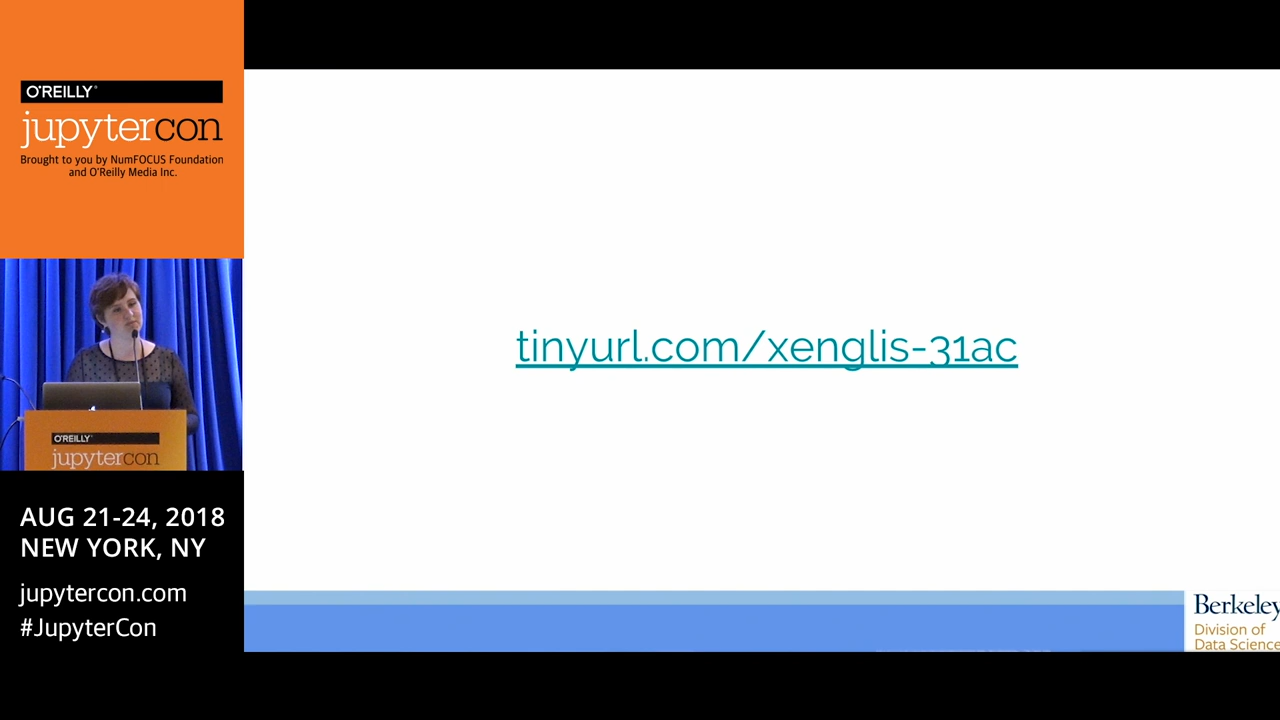 O'REILLY®
jupytercon
Brought to you by NumFOCUS Foundation
and O'Reilly Media Inc.
tinyurl.com/xenglis-31ac
O'REILLY®
jupytercon
AUG 21-24, 2018
NEW YORK, NY
jupytercon.com
#JupyterCon
Berkeley
Division of
Data Science